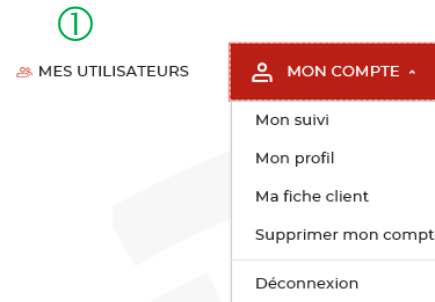 ①
MES UTILISATEURS
MON COMPTE
Mon suivi
Mon profil
Ma fiche client
Supprimer mon compt
Déconnexion